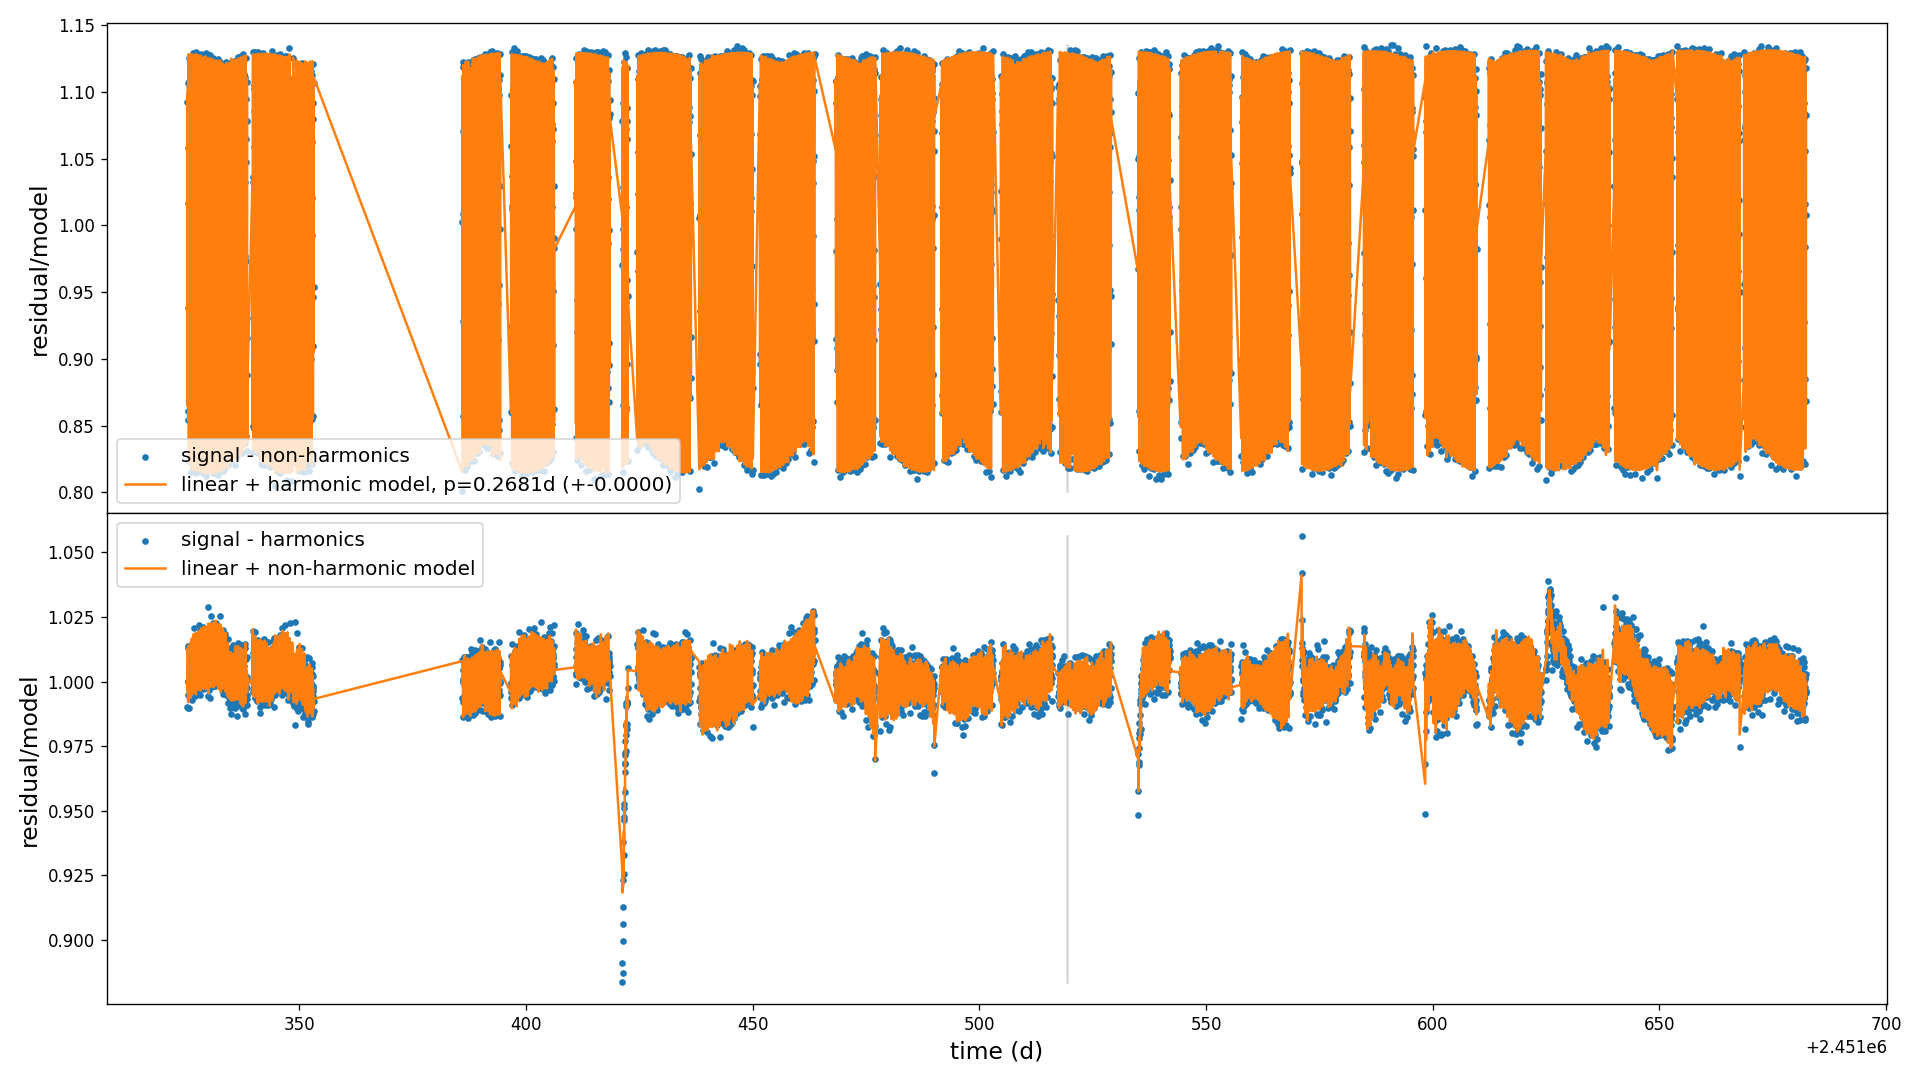 1.15
1.10
1.05
1.00
0.95
0.90
0.85
0.80
residual/model
signal - non-harmonics
linear + harmonic model, p=0.2681d (+-0.0000)
signal - harmonics
linear + non-harmonic model
1.050
1.025
1.000
0.975
0.950
0.925
0.900
residual/model
350 400 450 500 550 600 650 700
time (d)
+2.451e6